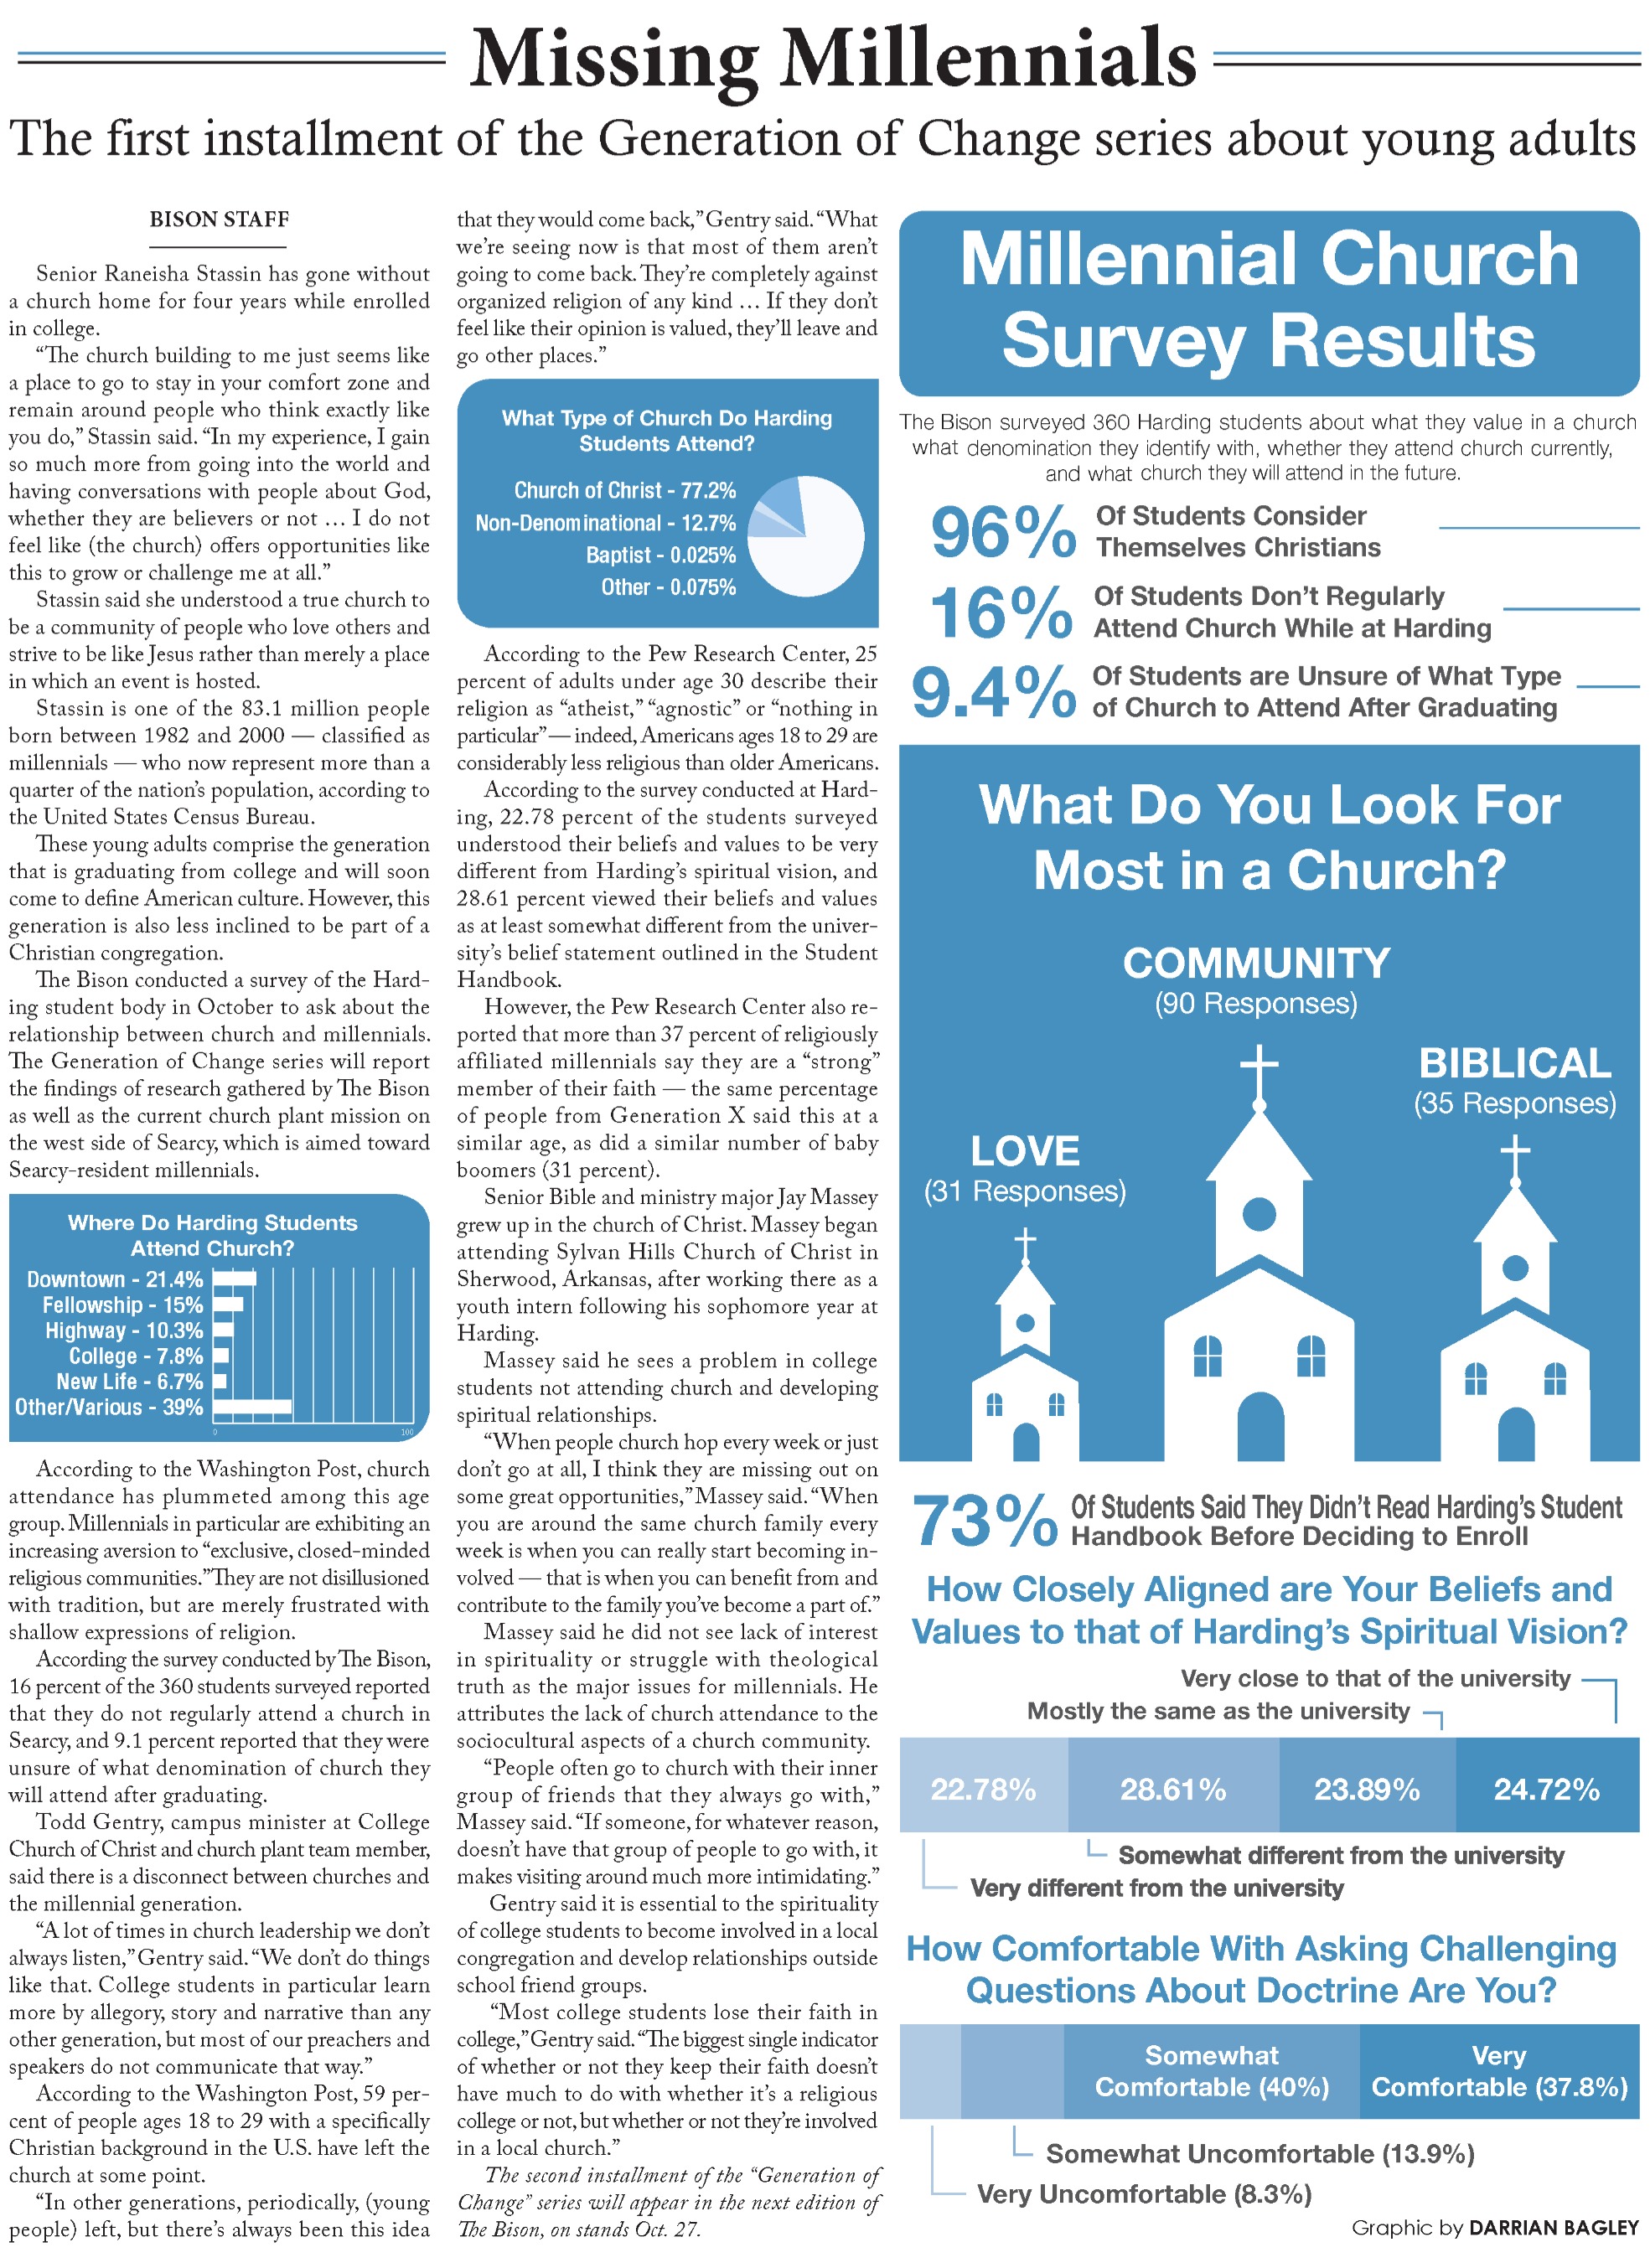 Missing Millennials
The first installment of the Generation of Change series about young adults
BISON STAFF
Senior Raneisha Stassin has gone without
a church home for four years while enrolled
in college.
“The church building to me just seems like
a place to go to stay in your comfort zone and
remain around people who think exactly like
you do,” Stassin said. “In my experience, I gain
so much more from going into the world and
having conversations with people about God,
whether they are believers or not … I do not
feel like (the church) offers opportunities like
this to grow or challenge me at all.”
Stassin said she understood a true church to
be a community of people who love others and
strive to be like Jesus rather than merely a place
in which an event is hosted.
Stassin is one of the 83.1 million people
born between 1982 and 2000 — classified as
millennials — who now represent more than a
quarter of the nation’s population, according to
the United States Census Bureau.
These young adults comprise the generation
that is graduating from college and will soon
come to define American culture. However, this
generation is also less inclined to be part of a
Christian congregation.
The Bison conducted a survey of the Hard-
ing student body in October to ask about the
relationship between church and millennials.
The Generation of Change series will report
the findings of research gathered by The Bison
as well as the current church plant mission on
the west side of Searcy, which is aimed toward
Searcy-resident millennials.
Where Do Harding Students
Attend Church?
Downtown - 21.4%
Fellowship - 15%
Highway - 10.3%
College - 7.8%
New Life - 6.7%
Other/Various - 39%
0 100
According to the Washington Post, church
attendance has plummeted among this age
group. Millennials in particular are exhibiting an
increasing aversion to “exclusive, closed-minded
religious communities.” They are not disillusioned
with tradition, but are merely frustrated with
shallow expressions of religion.
According the survey conducted by The Bison,
16 percent of the 360 students surveyed reported
that they do not regularly attend a church in
Searcy, and 9.1 percent reported that they were
unsure of what denomination of church they
will attend after graduating.
Todd Gentry, campus minister at College
Church of Christ and church plant team member,
said there is a disconnect between churches and
the millennial generation.
“A lot of times in church leadership we don’t
always listen,” Gentry said. “We don’t do things
like that. College students in particular learn
more by allegory, story and narrative than any
other generation, but most of our preachers and
speakers do not communicate that way.”
According to the Washington Post, 59 per-
cent of people ages 18 to 29 with a specifically
Christian background in the U.S. have left the
church at some point.
“In other generations, periodically, (young
people) left, but there’s always been this idea
that they would come back,” Gentry said. “What
we’re seeing now is that most of them aren’t
going to come back. They’re completely against
organized religion of any kind … If they don’t
feel like their opinion is valued, they’ll leave and
go other places.”
What Type of Church Do Harding
Students Attend?
Church of Christ - 77.2%
Non-Denominational - 12.7%
Baptist - 0.025%
Other - 0.075%
According to the Pew Research Center, 25
percent of adults under age 30 describe their
religion as “atheist,” “agnostic” or “nothing in
particular”— indeed, Americans ages 18 to 29 are
considerably less religious than older Americans.
According to the survey conducted at Hard-
ing, 22.78 percent of the students surveyed
understood their beliefs and values to be very
different from Harding’s spiritual vision, and
28.61 percent viewed their beliefs and values
as at least somewhat different from the univer-
sity’s belief statement outlined in the Student
Handbook.
However, the Pew Research Center also re-
ported that more than 37 percent of religiously
affiliated millennials say they are a “strong”
member of their faith — the same percentage
of people from Generation X said this at a
similar age, as did a similar number of baby
boomers (31 percent).
Senior Bible and ministry major Jay Massey
grew up in the church of Christ. Massey began
attending Sylvan Hills Church of Christ in
Sherwood, Arkansas, after working there as a
youth intern following his sophomore year at
Harding.
Massey said he sees a problem in college
students not attending church and developing
spiritual relationships.
“When people church hop every week or just
don’t go at all, I think they are missing out on
some great opportunities,” Massey said. “When
you are around the same church family every
week is when you can really start becoming in-
volved — that is when you can benefit from and
contribute to the family you’ve become a part of.”
Massey said he did not see lack of interest
in spirituality or struggle with theological
truth as the major issues for millennials. He
attributes the lack of church attendance to the
sociocultural aspects of a church community.
“People often go to church with their inner
group of friends that they always go with,”
Massey said. “If someone, for whatever reason,
doesn’t have that group of people to go with, it
makes visiting around much more intimidating.”
Gentry said it is essential to the spirituality
of college students to become involved in a local
congregation and develop relationships outside
school friend groups.
“Most college students lose their faith in
college,” Gentry said. “The biggest single indicator
of whether or not they keep their faith doesn’t
have much to do with whether it’s a religious
college or not, but whether or not they’re involved
in a local church.”
The second installment of the “Generation of
Change” series will appear in the next edition of
The Bison, on stands Oct. 27.
Millennial Church
Survey Results
The Bison surveyed 360 Harding students about what they value in a church
what denomination they identify with, whether they attend church currently,
and what church they will attend in the future.
96% Of Students Consider
Themselves Christians
16% Of Students Don’t Regularly
Attend Church While at Harding
9.4% Of Students are Unsure of What Type
of Church to Attend After Graduating
What Do You Look For
Most in a Church?
COMMUNITY
(90 Responses)
BIBLICAL
(35 Responses)
LOVE
(31 Responses)
73% Of Students Said They Didn’t Read Harding’s Student
Handbook Before Deciding to Enroll
How Closely Aligned are Your Beliefs and
Values to that of Harding’s Spiritual Vision?
Very close to that of the university
Mostly the same as the university
22.78% 28.61% 23.89% 24.72%
Somewhat different from the university
Very different from the university
How Comfortable With Asking Challenging
Questions About Doctrine Are You?
Somewhat
Comfortable (40%)
Very
Comfortable (37.8%)
Somewhat Uncomfortable (13.9%)
Very Uncomfortable (8.3%)
Graphic by DARRIAN BAGLEY